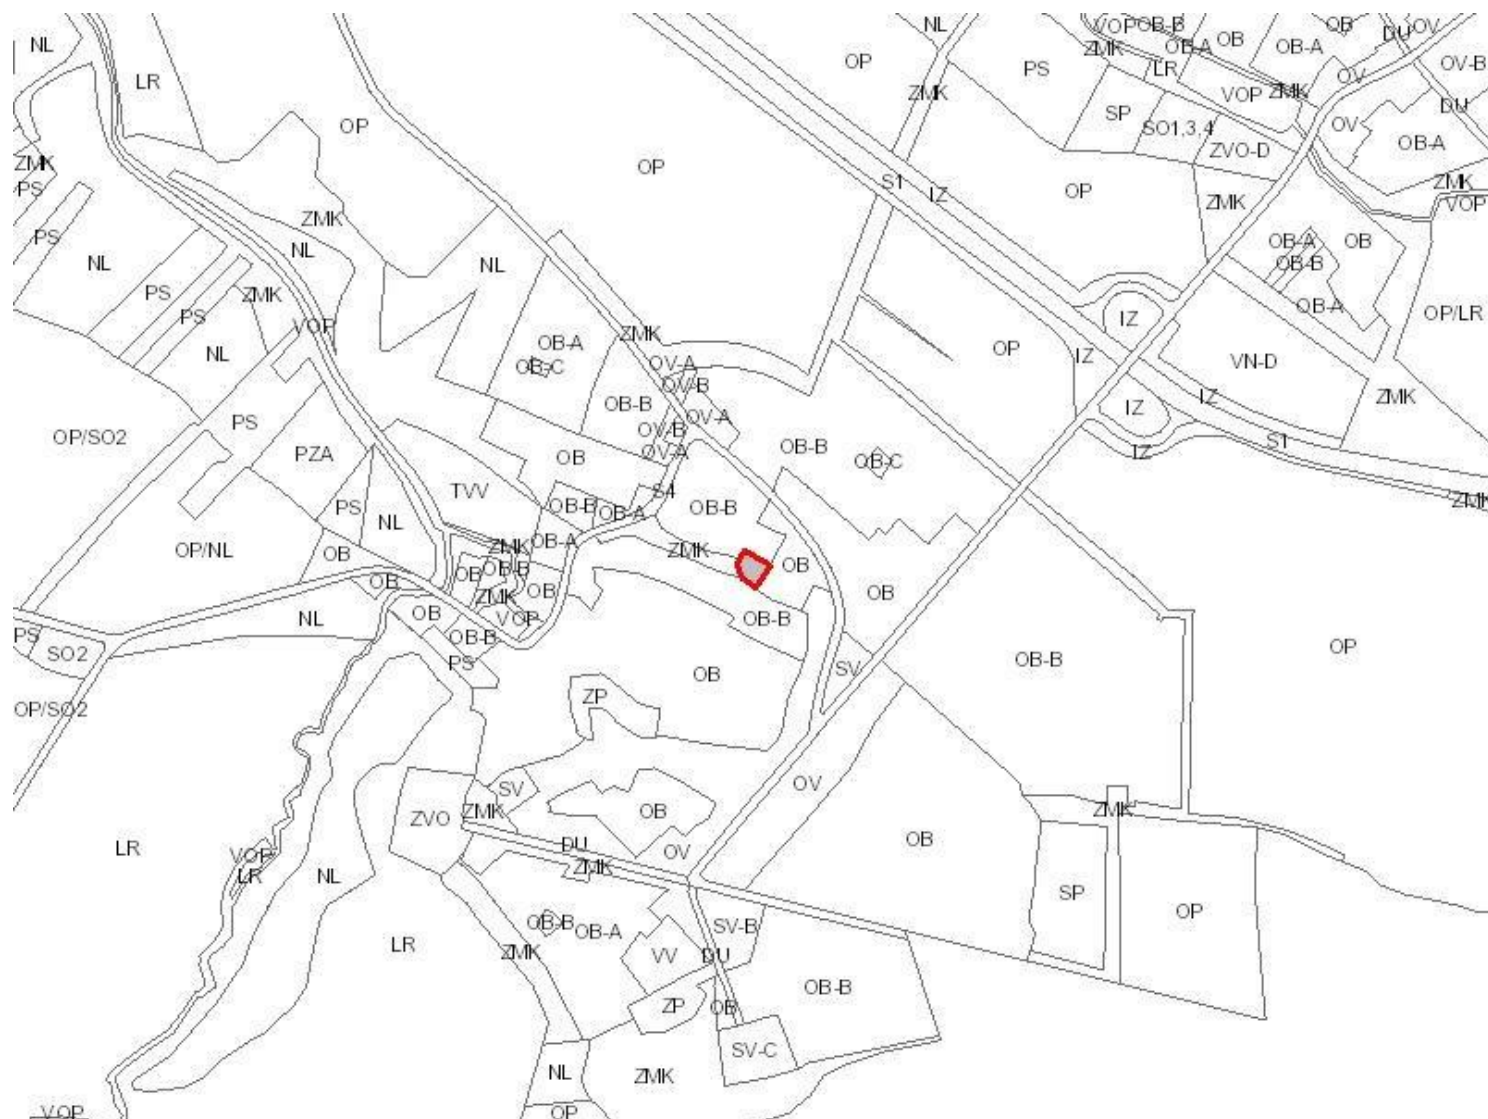 NL
LR
OP
OP
NL
VOP
OB-B
OB
DU
OV
ZMK
OB-A
OB
OB-A
OV-B
PS
LR
OV
ZMK
VOP
ZMK
DU
SP
SO1,3,4
OV
OB-A
ZVO-D
ZMK
PS
OP
S1
IZ
OP
ZMK
ZMK
VOP
ZMK
NL
PS
NL
NL
OB-A
OB
OB-B
PS
ZMK
PS
VOP
OB-A
OP/LR
IZ
NL
OB-A
OB-C
ZMK
OV-A
OV-B
OP
IZ
VN-D
IZ
ZMK
OB-B
IZ
OV-A
OP/SO2
PS
OV-B
OV-A
OB-B
OB-C
IZ
S1
PZA
OB
TVV
S4
ZMK
PS
NL
OB-B
OB-A
OB-B
OP/NL
OB
ZMK
OB-A
ZMK
OB
OB
OB
OB-B
OB
OB
ZMK
NL
OB
VOP
OB-B
PS
SO2
OB-B
PS
OB
SV
OB-B
OP
OP/SO2
ZP
SV
OV
ZVO
ZMK
OB
ZMK
LR
VOP
LR
NL
DU
ZMK
OV
OB
SP
OP
LR
OB-B
OB-A
SV-B
ZMK
VV
DU
OB-B
ZP
OB
SV-C
NL
ZMK
VOP
OP